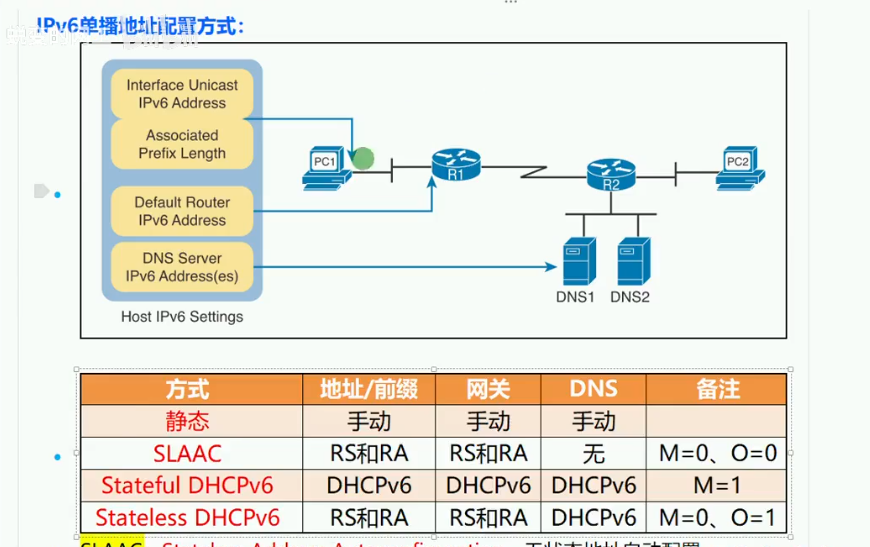 IPv6单播地址配置方式:
Interface Unicast
IPv6 Address
Associated
Prefix Length
Default Router
IPv6 Address
DNS Server
IPv6 Address(es)
Host IPv6 Settings
PC1
R1
R2
PC2
DNS1
DNS2
方式 地址/前缀 网关 DNS 备注
静态 手动 手动 手动
SLAAC RS和RA RS和RA 无 M=0、O=0
Stateful DHCPv6 DHCPv6 DHCPv6 DHCPv6 M=1
Stateless DHCPv6 RS和RA RS和RA DHCPv6 M=0、O=1